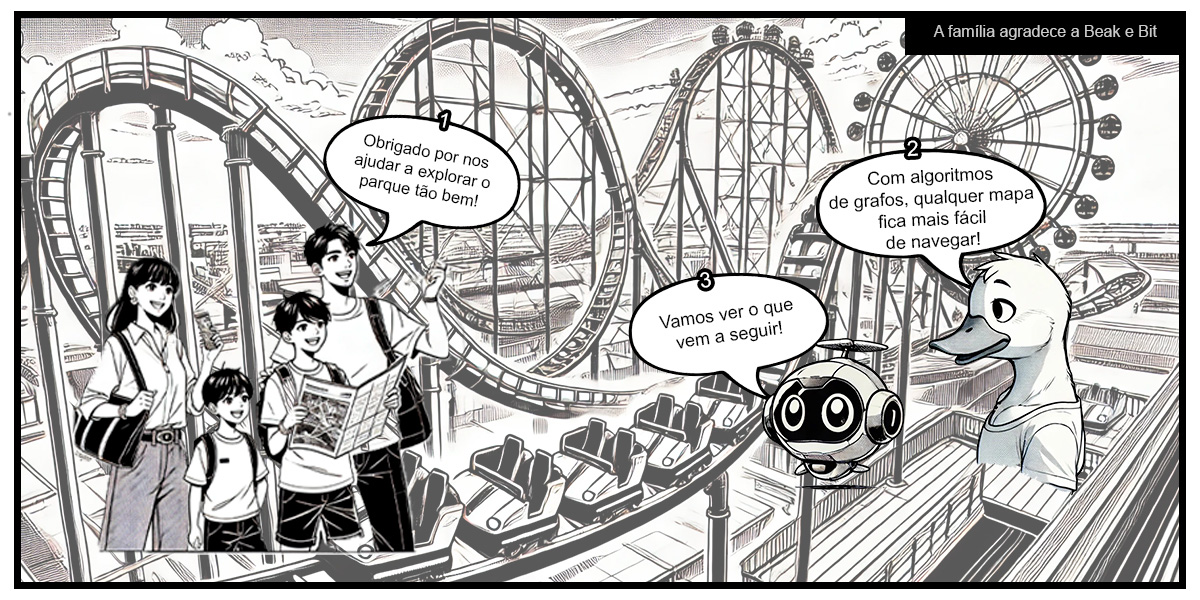 A família agradece a Beak e Bit
1
Obrigado por nos
ajudar a explorar o
parque tão bem!
2
Com algoritmos
de grafos, qualquer mapa
fica mais fácil
de navegar!
3
Vamos ver o que
vem a seguir!